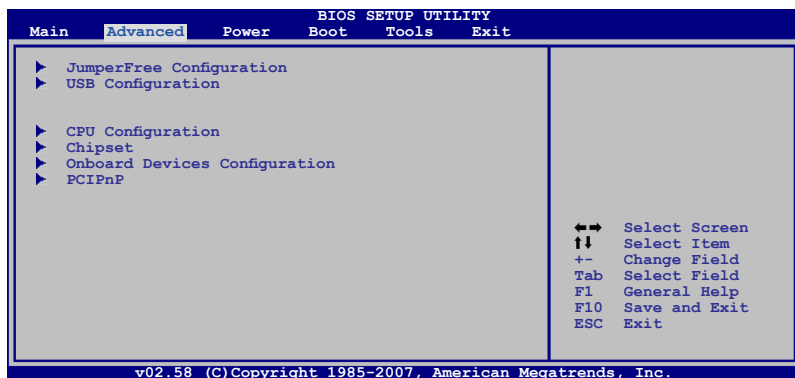 BIOS SETUP UTILITY
Main Advanced Power Boot Tools Exit
JumperFree Configuration
USB Configuration
CPU Configuration
Chipset
Onboard Devices Configuration
PCIPnP
←→ Select Screen
↑↓ Select Item
+- Change Field
Tab Select Field
F1 General Help
F10 Save and Exit
ESC Exit
v02.58 (C)Copyright 1985-2007, American Megatrends, Inc.